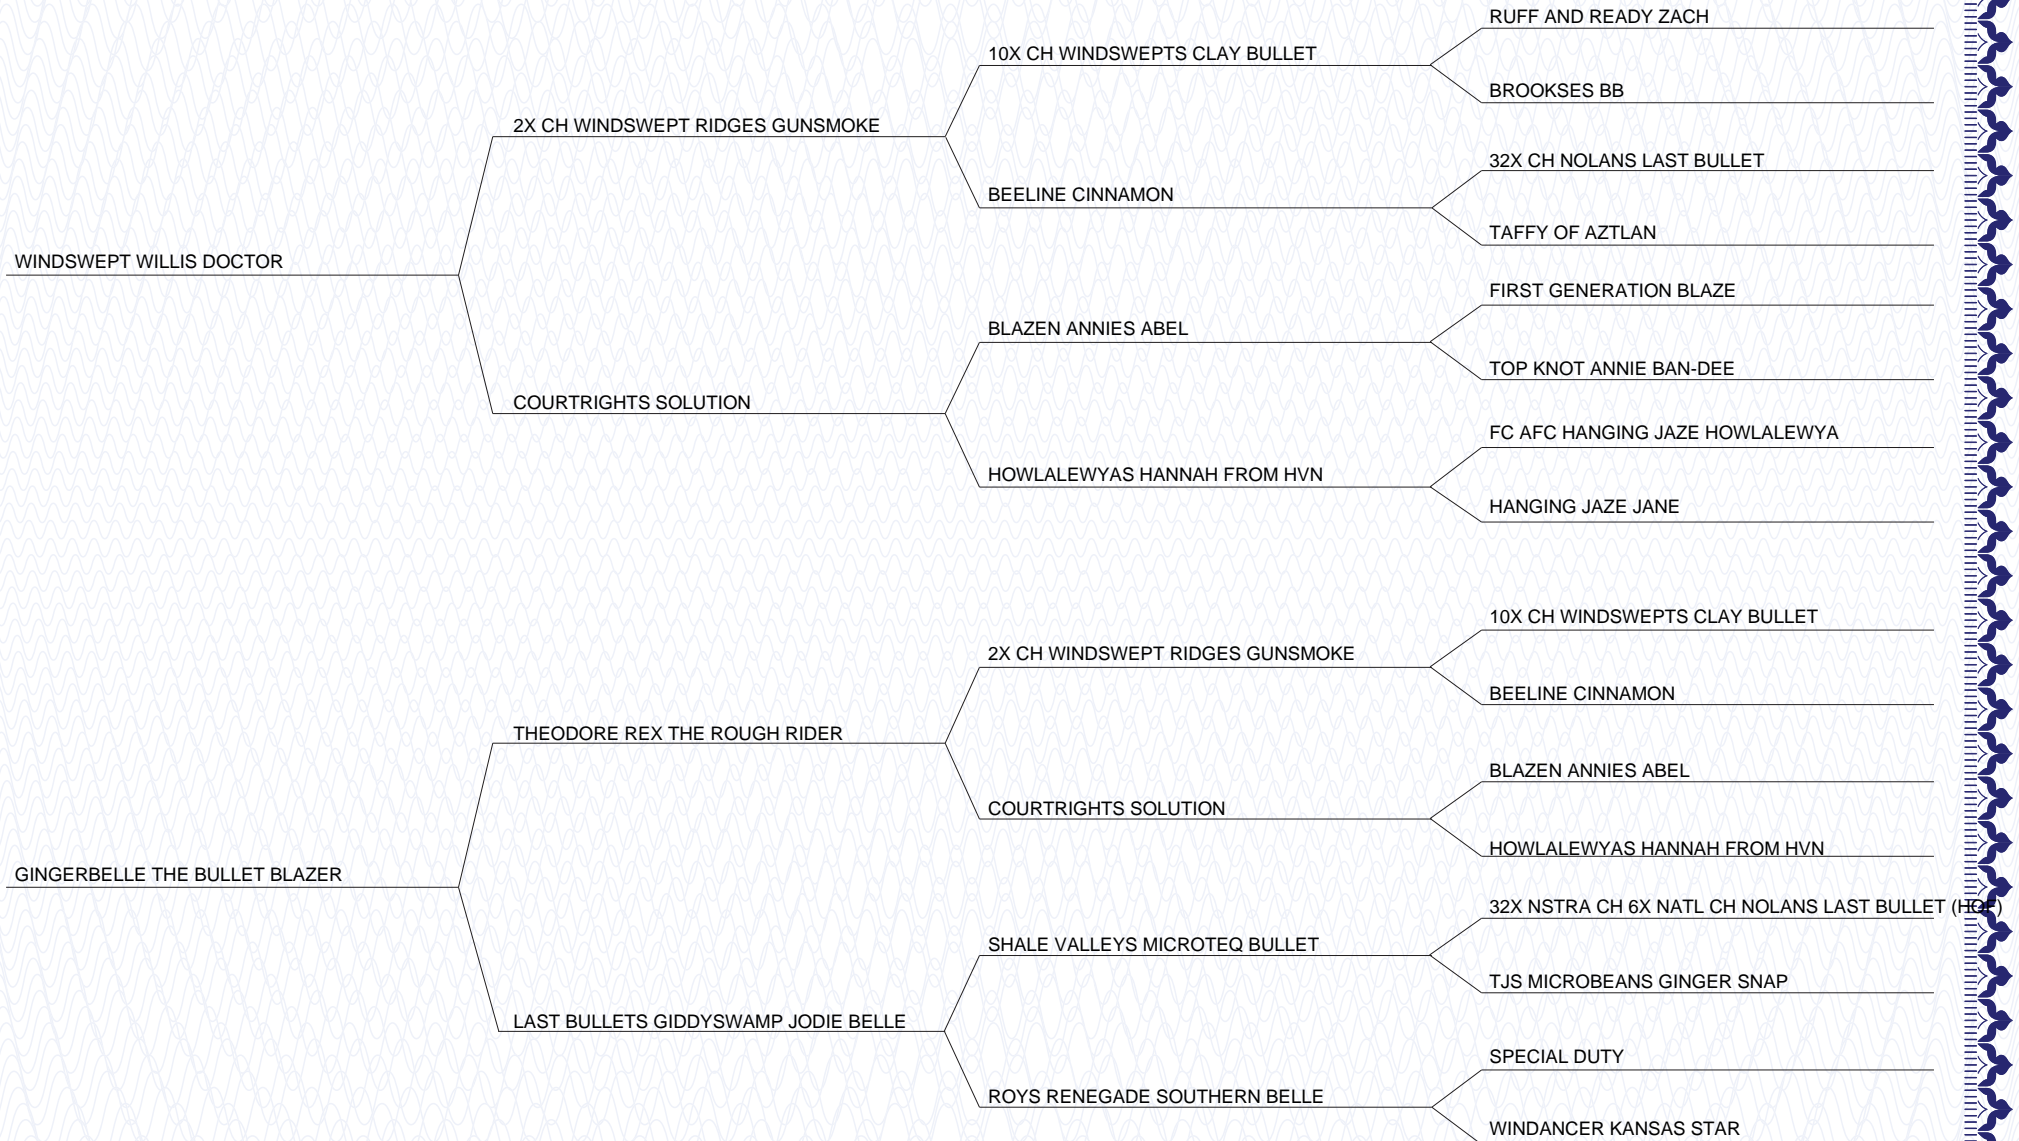 RUFF AND READY ZACH
10X CH WINDSWEPTS CLAY BULLET
BROOKSES BB
2X CH WINDSWEPT RIDGES GUNSMOKE
32X CH NOLANS LAST BULLET
BEELINE CINNAMON
TAFFY OF AZTLAN
WINDSWEPT WILLIS DOCTOR
FIRST GENERATION BLAZE
BLAZEN ANNIES ABEL
TOP KNOT ANNIE BAN-DEE
COURTRIGHTS SOLUTION
FC AFC HANGING JAZE HOWLALEWYA
HOWLALEWYAS HANNAH FROM HVN
HANGING JAZE JANE
10X CH WINDSWEPTS CLAY BULLET
2X CH WINDSWEPT RIDGES GUNSMOKE
BEELINE CINNAMON
THEODORE REX THE ROUGH RIDER
BLAZEN ANNIES ABEL
COURTRIGHTS SOLUTION
HOWLALEWYAS HANNAH FROM HVN
GINGERBELLE THE BULLET BLAZER
32X NSTRA CH 6X NATL CH NOLANS LAST BULLET (HOF)
SHALE VALLEYS MICROTEQ BULLET
TJS MICROBEANS GINGER SNAP
LAST BULLETS GIDDYSWAMP JODIE BELLE
SPECIAL DUTY
ROYS RENEGADE SOUTHERN BELLE
WINDANCER KANSAS STAR